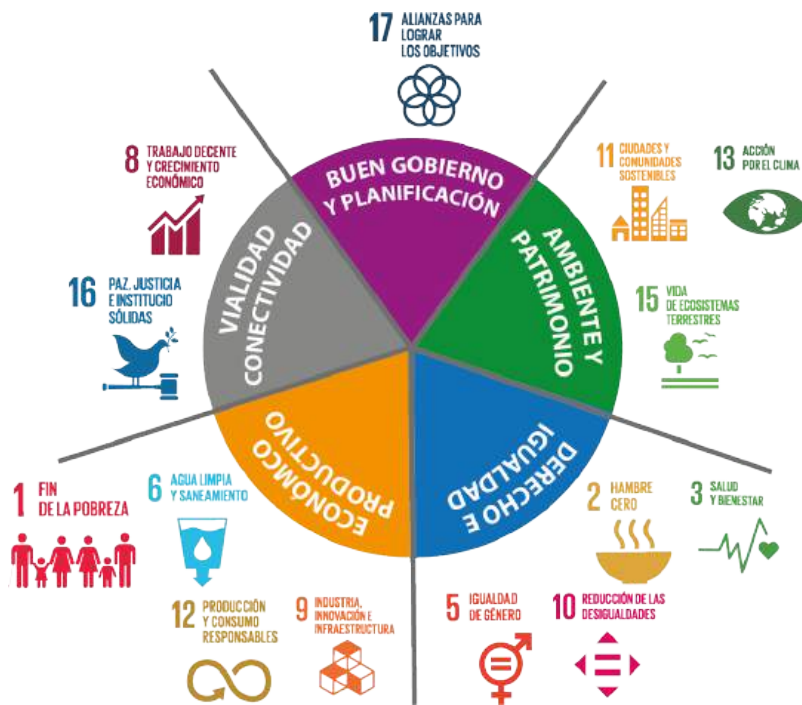 17 ALIANZAS PARA
LOGRAR
LOS OBJETIVOS
8 TRABAJO DECENTE
Y CRECIMIENTO
ECONÓMICO
11 CIUDADES Y
COMUNIDADES
SOSTENIBLES
13 ACCIÓN
POR EL CLIMA
BUEN GOBIERNO
Y PLANIFICACIÓN
VIALIDAD
CONECTIVIDAD
AMBIENTE Y
PATRIMONIO
16 PAZ, JUSTICIA
E INSTITUCIO
SÓLIDAS
15 VIDA
DE ECOSISTEMAS
TERRESTRES
ECONÓMICO
PRODUCTIVO
DERECHO E
IGUALDAD
1 FIN
DE LA POBREZA
6 AGUA LIMPIA
Y SANEAMIENTO
2 HAMBRE
CERO
3 SALUD
Y BIENESTAR
12 PRODUCCIÓN
Y CONSUMO
RESPONSABLES
9 INDUSTRIA,
INNOVACIÓN E
INFRAESTRUCTURA
5 IGUALDAD
DE GÉNERO
10 REDUCCIÓN DE LAS
DESIGUALDADES